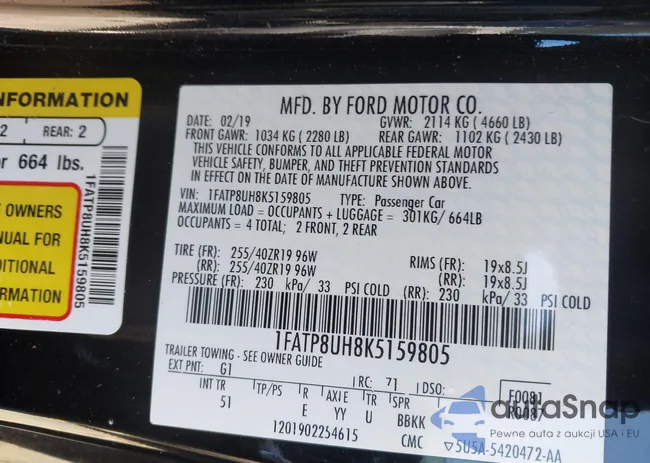 NFORMATION
2 REAR: 2
or 664 lbs.
E OWNERS
NUAL FOR
DITIONAL
ORMATION
1FATP8UH8K5159805
MFD. BY FORD MOTOR CO.
DATE: 02/19 GVWR: 2114 KG ( 4660 LB)
FRONT GAWR: 1034 KG ( 2280 LB) REAR GAWR: 1102 KG ( 2430 LB)
THIS VEHICLE CONFORMS TO ALL APPLICABLE FEDERAL MOTOR
VEHICLE SAFETY, BUMPER, AND THEFT PREVENTION STANDARDS
IN EFFECT ON THE DATE OF MANUFACTURE SHOWN ABOVE.
VIN: 1FATP8UH8K5159805 TYPE: Passenger Car
MAXIMUM LOAD = OCCUPANTS + LUGGAGE = 301KG/ 664LB
OCCUPANTS = 4 TOTAL; 2 FRONT, 2 REAR
TIRE (FR): 255/40ZR19 96W RIMS (FR): 19x8.5J
(RR): 255/40ZR19 96W (RR): 19x8.5J
PRESSURE (FR): 230 kPa/ 33 PSI COLD (RR): 230 kPa/ 33 PSI COLD
1FATP8UH8K5159805
TRAILER TOWING - SEE OWNER GUIDE
EXT PNT: G1 RC: 71 DSO: F0081
R0087
INT TR TP/PS R AXLE TR SPR
51 E YY U BBKK
1201902254615 CMC ▽5U5A-5420472-AA
autaSnap
Pewne auta z aukcji USA i EU